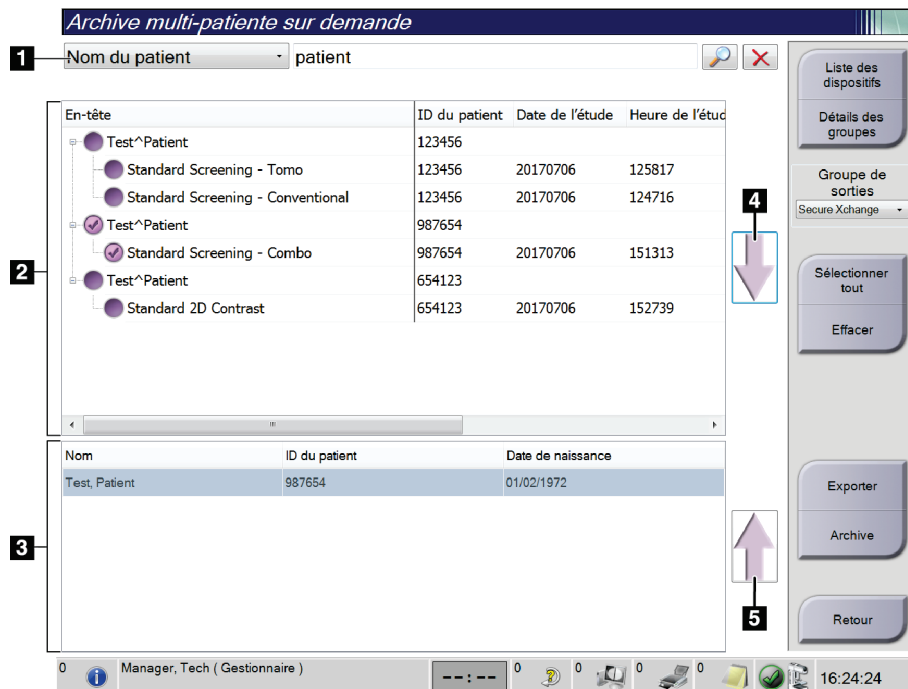 Archive multi-patiente sur demande
1 Nom du patient patient
Liste des dispositifs
Détails des groupes
Groupe de sorties
Secure Xchange
Sélectionner tout
Effacer
Exporter
Archive
Retour
2
En-tête ID du patient Date de l'étude Heure de l'étud
Test^Patient 123456
Standard Screening - Tomo 123456 20170706 125817
Standard Screening - Conventional 123456 20170706 124716
Test^Patient 987654
Standard Screening - Combo 987654 20170706 151313
Test^Patient 654123
Standard 2D Contrast 654123 20170706 152739
4
3
Nom ID du patient Date de naissance
Test, Patient 987654 01/02/1972
5
0 Manager, Tech ( Gestionnaire ) --:-- 0 0 0 0 16:24:24